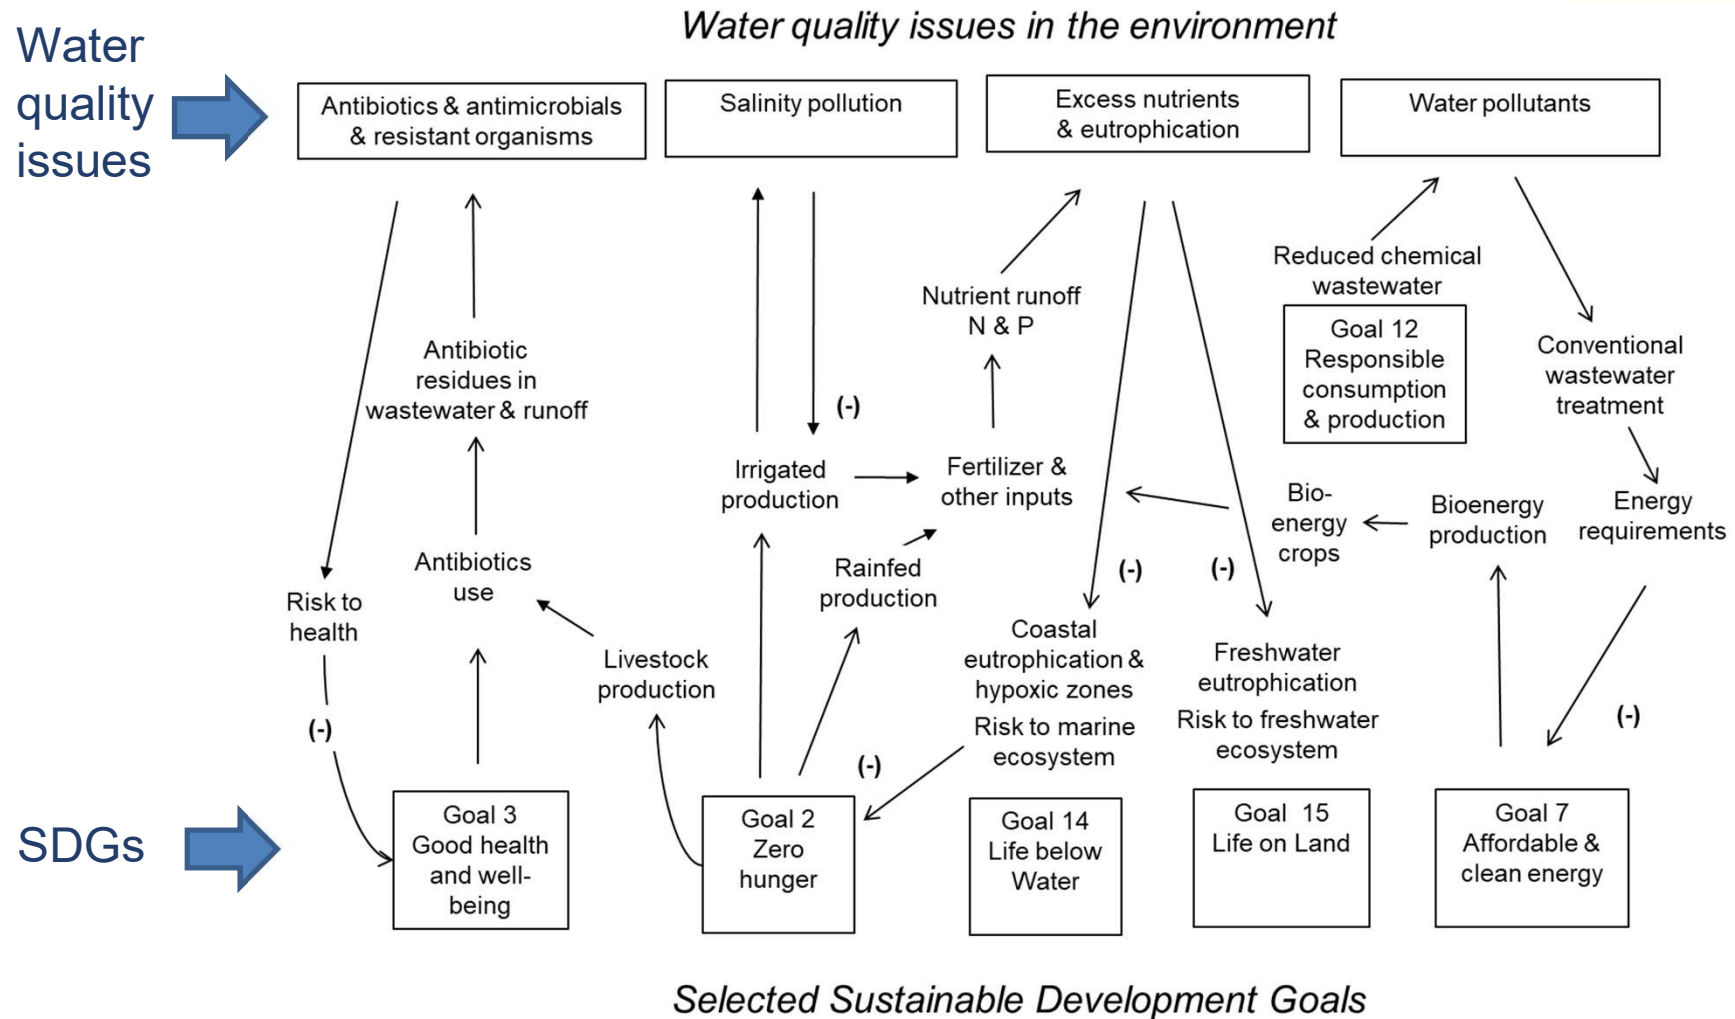 Water quality issues in the environment
Water
quality
issues
Antibiotics & antimicrobials
& resistant organisms
Salinity pollution
Excess nutrients
& eutrophication
Water pollutants
Reduced chemical
wastewater
Nutrient runoff
N & P
Goal 12
Responsible
consumption
& production
Conventional
wastewater
treatment
Antibiotic
residues in
wastewater & runoff
(-)
Irrigated
production
Fertilizer &
other inputs
Bio-
energy
crops
Bioenergy
production
Energy
requirements
Antibiotics
use
Rainfed
production
(-)
(-)
Risk to
health
Livestock
production
Coastal
eutrophication &
hypoxic zones
Risk to marine
ecosystem
Freshwater
eutrophication
Risk to freshwater
ecosystem
(-)
(-)
(-)
SDGs
Goal 3
Good health
and well-
being
Goal 2
Zero
hunger
Goal 14
Life below
Water
Goal 15
Life on Land
Goal 7
Affordable &
clean energy
Selected Sustainable Development Goals